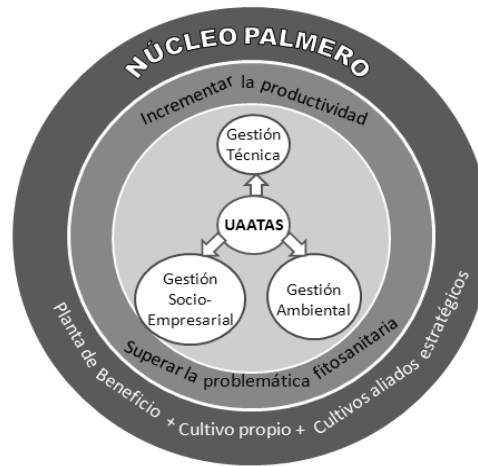 NÚCLEO PALMERO
Incrementar la productividad
Gestión
Técnica
UAATAS
Gestión
Socio-
Empresarial
Gestión
Ambiental
Superar la problemática fitosanitaria
Planta de Beneficio + Cultivo propio + Cultivos aliados estratégicos